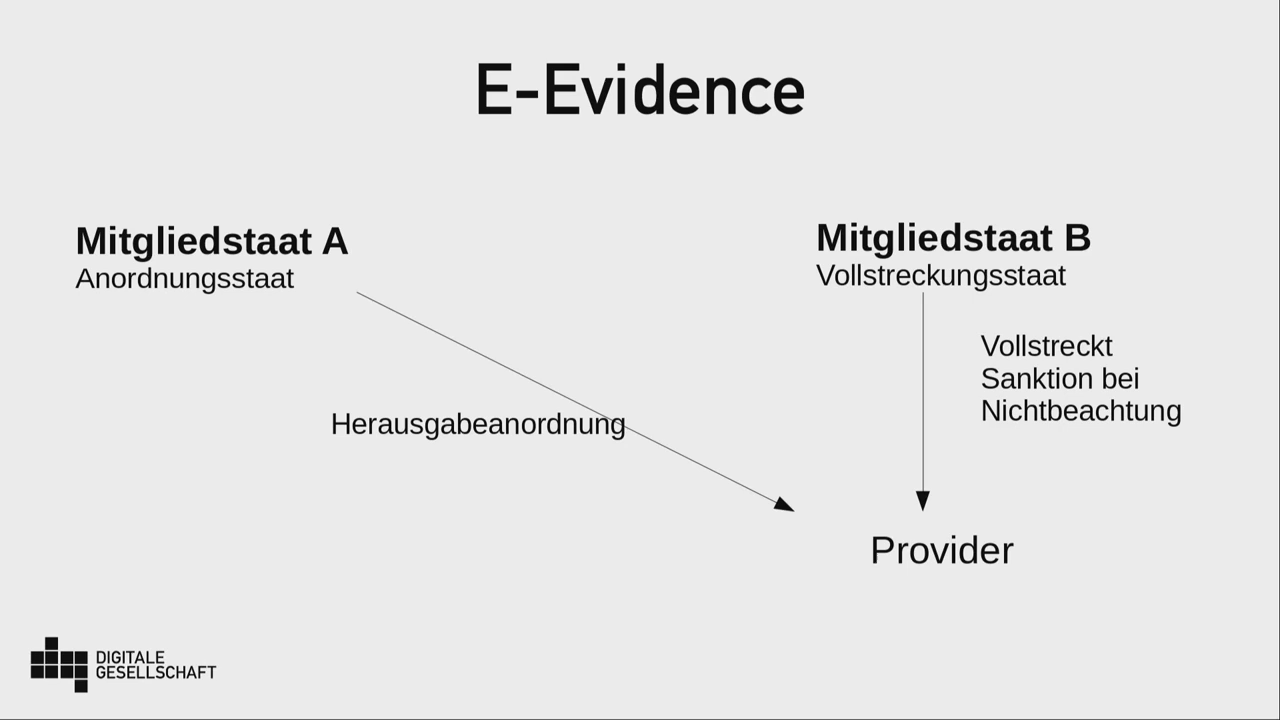 E-Evidence
Mitgliedstaat A
Anordnungsstaat
Mitgliedstaat B
Vollstreckungsstaat
Vollstreckt
Sanktion bei
Nichtbeachtung
Herausgabeanordnung
Provider
DIGITALE
GESELLSCHAFT